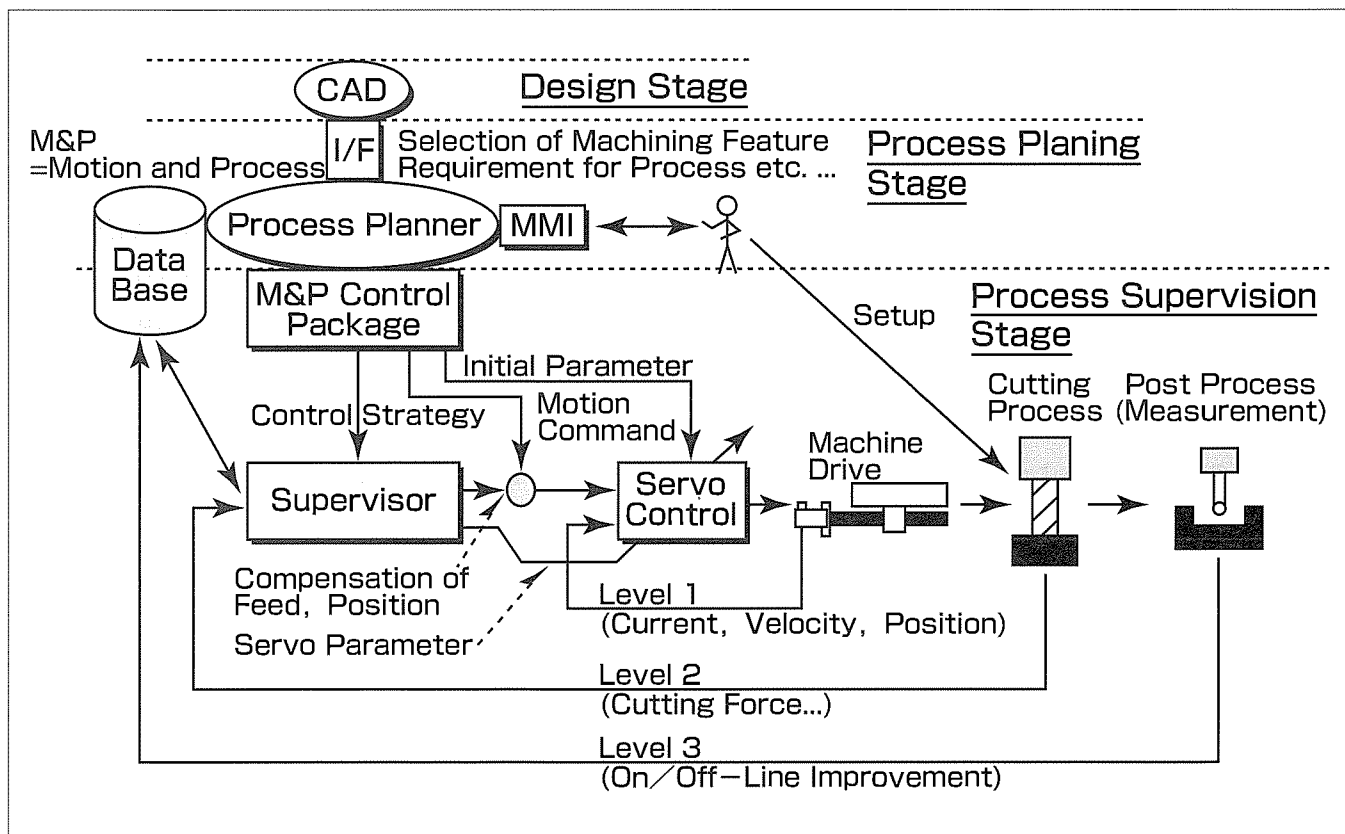 CAD
Design Stage
M&P
=Motion and Process
I/F
Selection of Machining Feature
Requirement for Process etc. ...
Process Planing
Stage
Process Planner
MMI
Data
Base
M&P Control
Package
Process Supervision
Stage
Setup
Initial Parameter
Control Strategy
Motion
Command
Cutting
Process
Post Process
(Measurement)
Machine
Drive
Supervisor
Servo
Control
Compensation of
Feed, Position
Servo Parameter
Level 1
(Current, Velocity, Position)
Level 2
(Cutting Force...)
Level 3
(On／Off－Line Improvement)